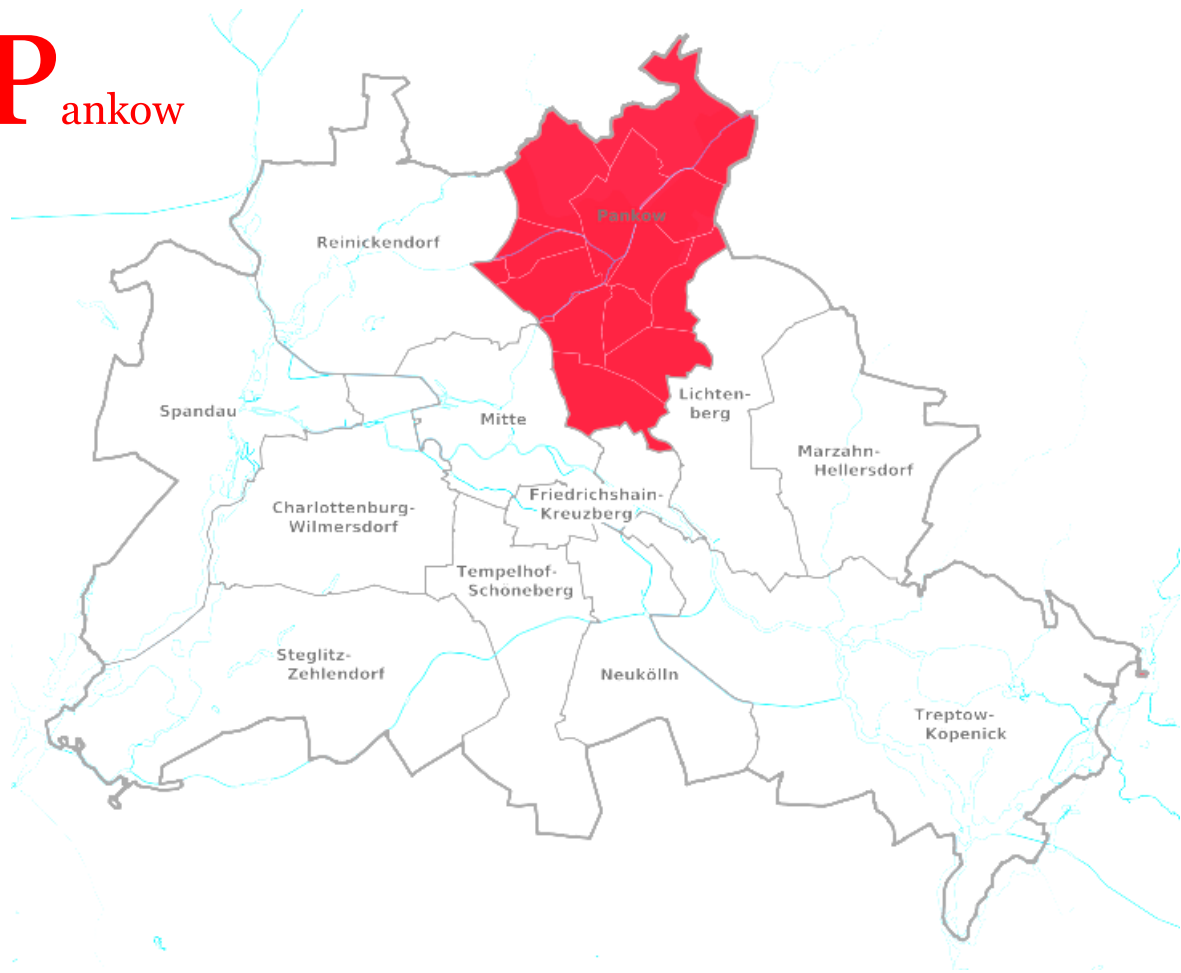 Pankow
Pankow
Reinickendorf
Spandau
Mitte
Lichten-
berg
Marzahn-
Hellersdorf
Charlottenburg-
Wilmersdorf
Friedrichshain-
Kreuzberg
Tempelhof-
Schöneberg
Steglitz-
Zehlendorf
Neukölln
Treptow-
Kopenick